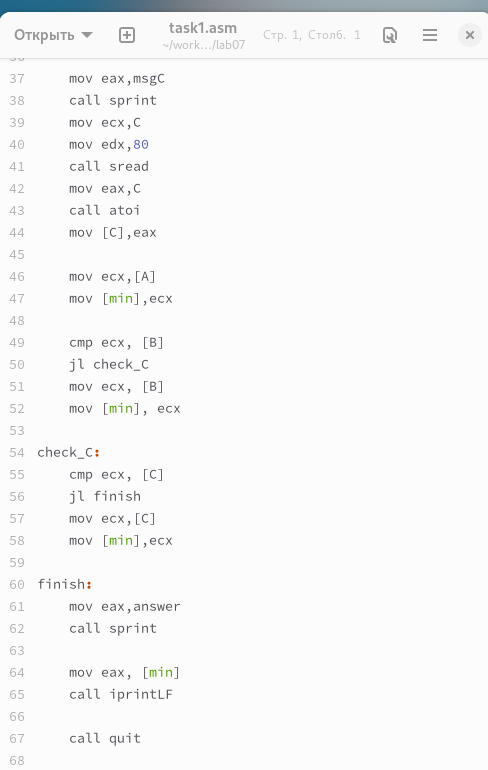 Открыть
task1.asm
~/work.../lab07
Стр. 1, Столб. 1
36
37 mov eax,msgC
38 call sprint
39 mov ecx,C
40 mov edx,80
41 call sread
42 mov eax,C
43 call atoi
44 mov [C],eax
45
46 mov ecx,[A]
47 mov [min],ecx
48
49 cmp ecx, [B]
50 jl check_C
51 mov ecx, [B]
52 mov [min], ecx
53
54 check_C:
55 cmp ecx, [C]
56 jl finish
57 mov ecx,[C]
58 mov [min],ecx
59
60 finish:
61 mov eax,answer
62 call sprint
63
64 mov eax, [min]
65 call iprintLF
66
67 call quit
68